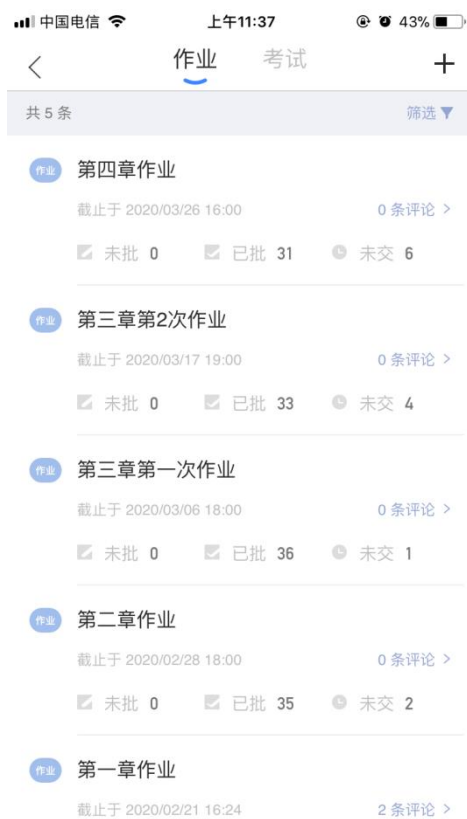 中国电信 上午11:37 43%
作业 考试
共 5 条 筛选
作业 第四章作业
截止于 2020/03/26 16:00 0 条评论
未批 0 已批 31 未交 6
作业 第三章第2次作业
截止于 2020/03/17 19:00 0 条评论
未批 0 已批 33 未交 4
作业 第三章第一次作业
截止于 2020/03/06 18:00 0 条评论
未批 0 已批 36 未交 1
作业 第二章作业
截止于 2020/02/28 18:00 0 条评论
未批 0 已批 35 未交 2
作业 第一章作业
截止于 2020/02/21 16:24 2 条评论